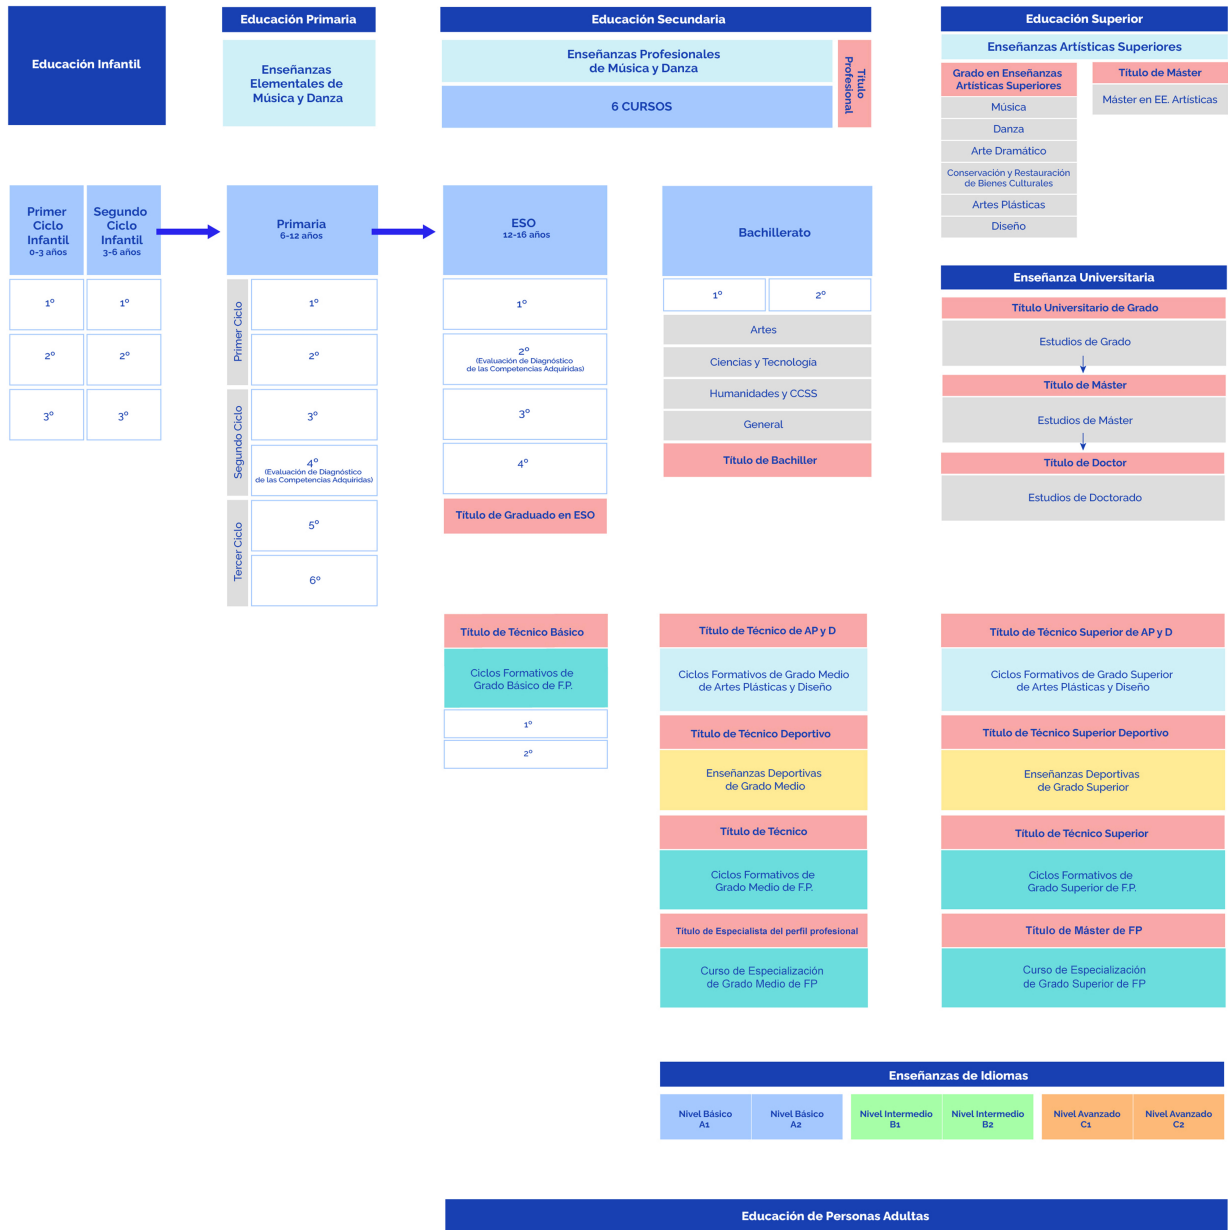 Educación Infantil
Educación Primaria
Enseñanzas
Elementales de
Música y Danza
Educación Secundaria
Enseñanzas Profesionales
de Música y Danza
6 CURSOS
Título
Profesional
Educación Superior
Enseñanzas Artísticas Superiores
Grado en Enseñanzas
Artísticas Superiores
Música
Danza
Arte Dramático
Conservación y Restauración
de Bienes Culturales
Artes Plásticas
Diseño
Título de Máster
Máster en EE. Artísticas
Primer
Ciclo
Infantil
0-3 años
1º
2º
3º
Segundo
Ciclo
Infantil
3-6 años
1º
2º
3º
Primaria
6-12 años
Primer Ciclo
1º
2º
Segundo Ciclo
3º
4º
(Evaluación de Diagnóstico
de las Competencias Adquiridas)
Tercer Ciclo
5º
6º
ESO
12-16 años
1º
2º
(Evaluación de Diagnóstico
de las Competencias Adquiridas)
3º
4º
Título de Graduado en ESO
Bachillerato
1º
2º
Artes
Ciencias y Tecnología
Humanidades y CCSS
General
Título de Bachiller
Enseñanza Universitaria
Título Universitario de Grado
Estudios de Grado
Título de Máster
Estudios de Máster
Título de Doctor
Estudios de Doctorado
Título de Técnico Básico
Ciclos Formativos de
Grado Básico de F.P.
1º
2º
Título de Técnico de AP y D
Ciclos Formativos de Grado Medio
de Artes Plásticas y Diseño
Título de Técnico Deportivo
Enseñanzas Deportivas
de Grado Medio
Título de Técnico
Ciclos Formativos de
Grado Medio de F.P.
Título de Especialista del perfil profesional
Curso de Especialización
de Grado Medio de FP
Título de Técnico Superior de AP y D
Ciclos Formativos de Grado Superior
de Artes Plásticas y Diseño
Título de Técnico Superior Deportivo
Enseñanzas Deportivas
de Grado Superior
Título de Técnico Superior
Ciclos Formativos de
Grado Superior de F.P.
Título de Máster de FP
Curso de Especialización
de Grado Superior de FP
Enseñanzas de Idiomas
Nivel Básico
A1
Nivel Básico
A2
Nivel Intermedio
B1
Nivel Intermedio
B2
Nivel Avanzado
C1
Nivel Avanzado
C2
Educación de Personas Adultas